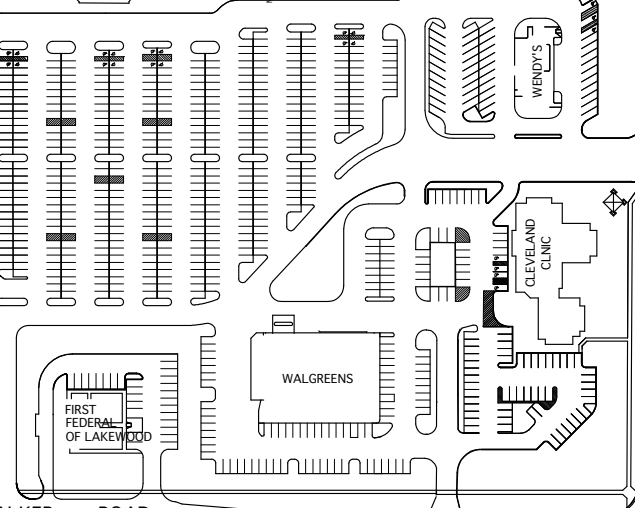 WENDY'S
CLEVELAND
CLNIC
WALGREENS
FIRST
FEDERAL
OF LAKEWOOD
ROAD